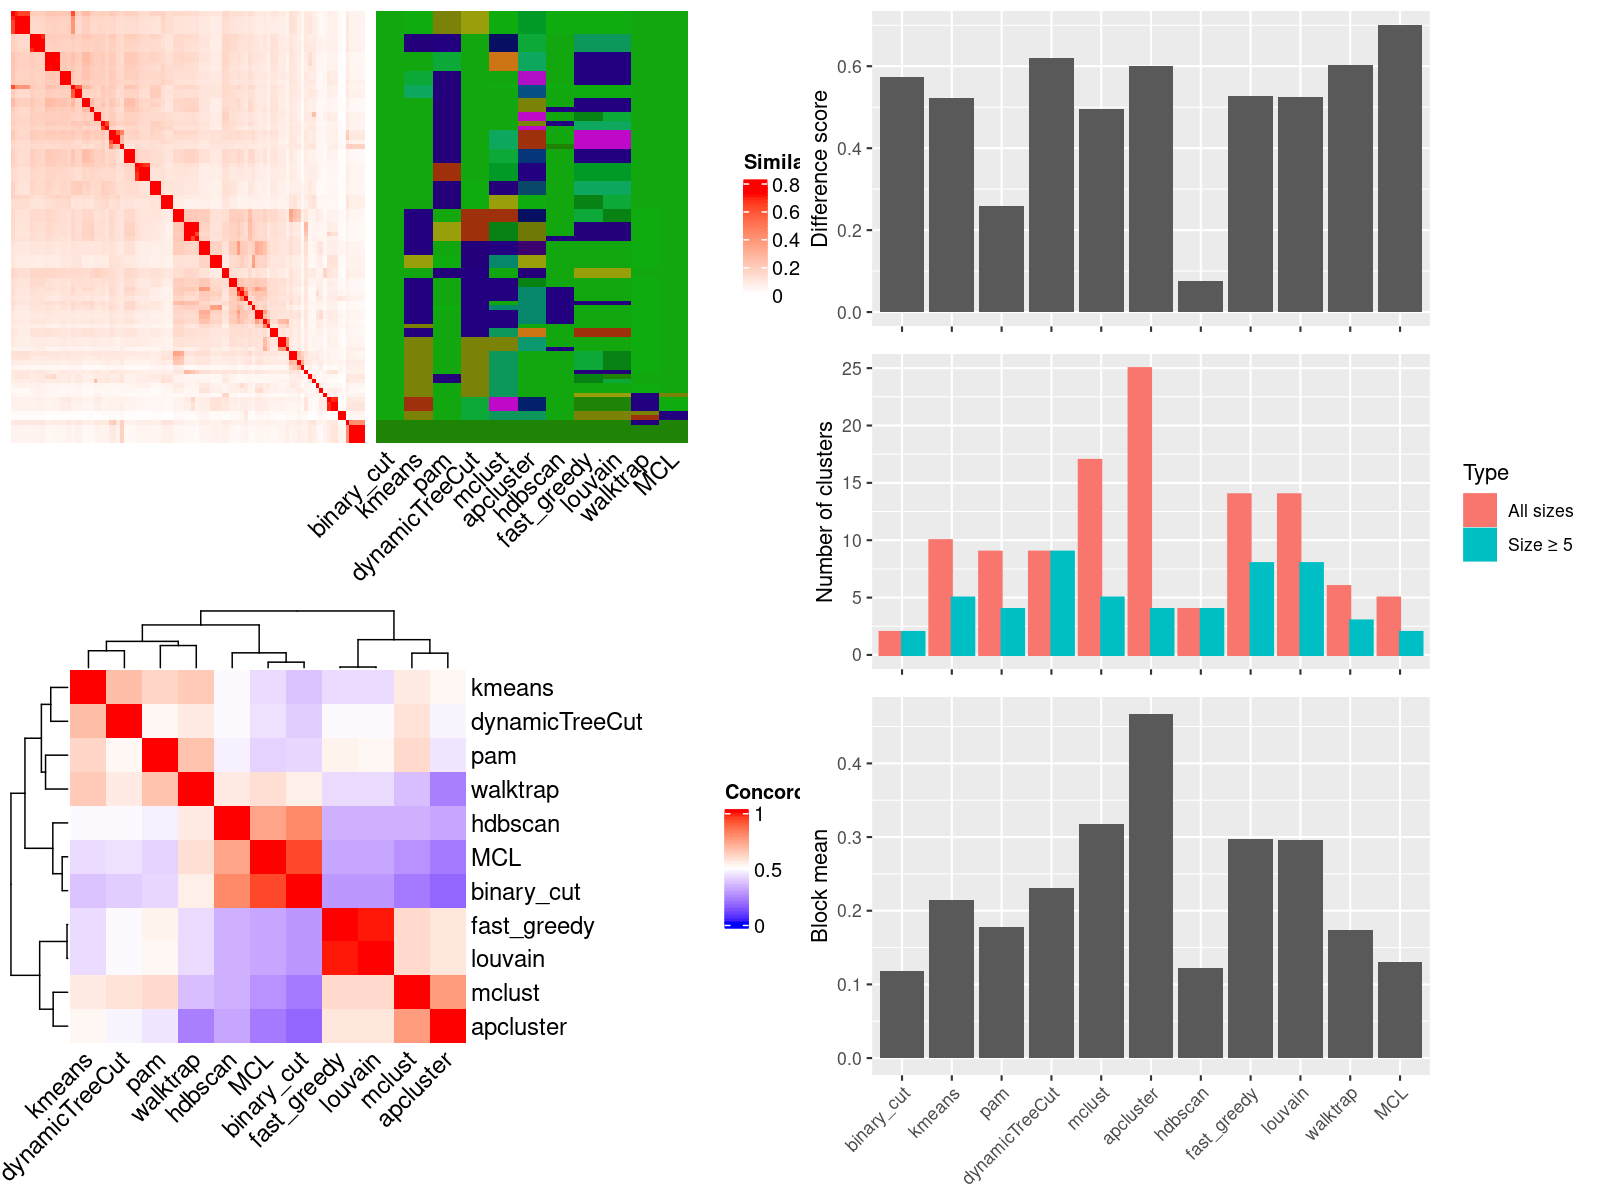 Simila
0.8
0.6
0.4
0.2
0
binary_cut
kmeans
pam
dynamicTreeCut
mclust
apcluster
hdbscan
fast_greedy
louvain
walktrap
MCL
Difference score
0.6
0.4
0.2
0.0
Number of clusters
25
20
15
10
5
0
Type
All sizes
Size ≥ 5
kmeans
dynamicTreeCut
pam
walktrap
hdbscan
MCL
binary_cut
fast_greedy
louvain
mclust
apcluster
kmeans
dynamicTreeCut
pam
walktrap
hdbscan
MCL
binary_cut
fast_greedy
louvain
mclust
apcluster
Concorc
1
0.5
0
Block mean
0.4
0.3
0.2
0.1
0.0
binary_cut
kmeans
pam
dynamicTreeCut
mclust
apcluster
hdbscan
fast_greedy
louvain
walktrap
MCL